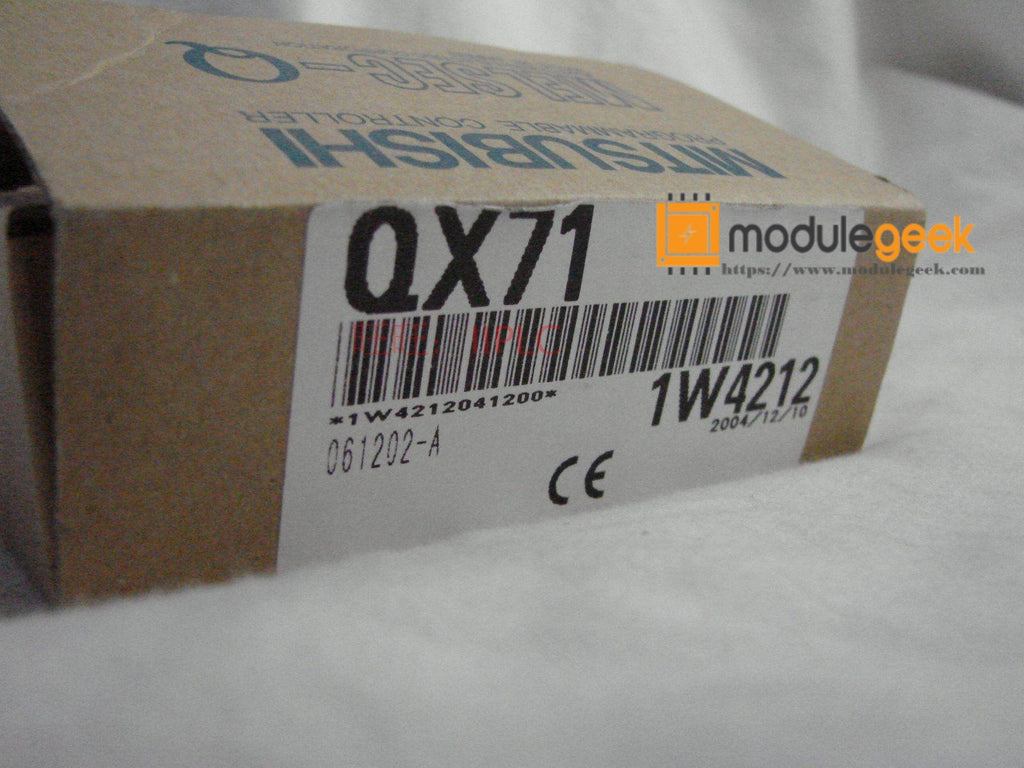 MELSEC-Q
PROGRAMMABLE CONTROLLER
MITSUBISHI
QX71
modulegeek
https://www.modulegeek.com
*1W4212041200*
1W4212
2004/12/10
061202-A
CE